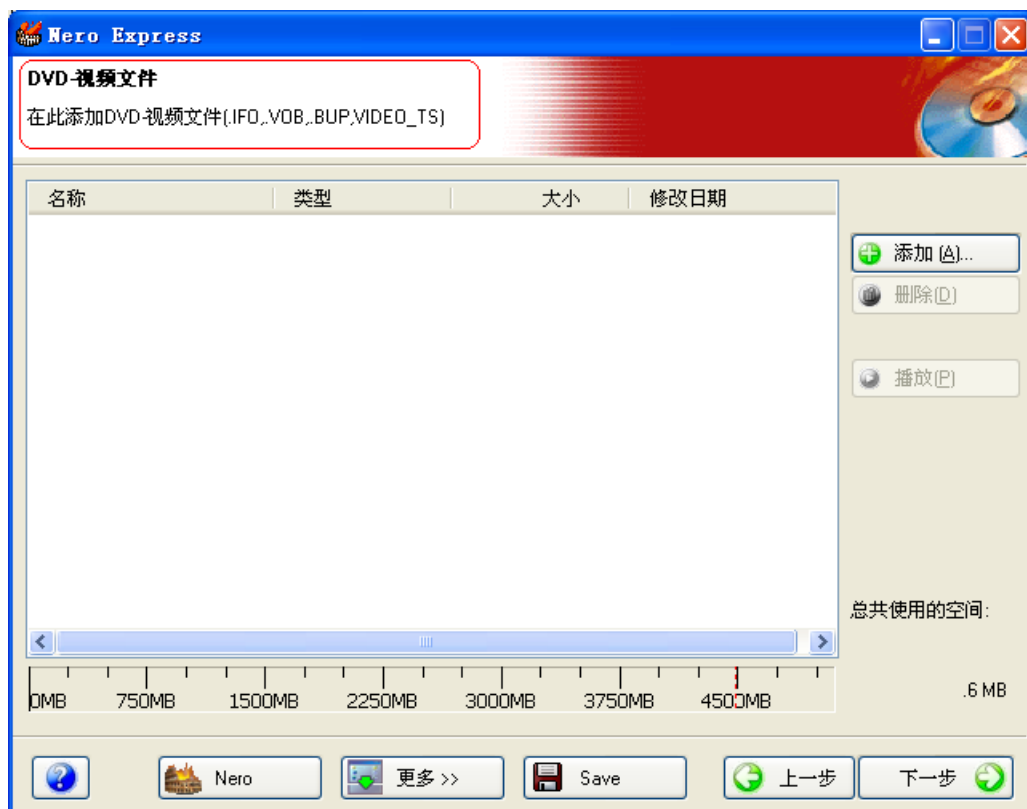 Nero Express
DVD-视频文件
在此添加DVD-视频文件(.IFO,.VOB,.BUP,VIDEO_TS)
名称 类型 大小 修改日期
添加 (A)...
删除(D)
播放(P)
总共使用的空间:
0MB 750MB 1500MB 2250MB 3000MB 3750MB 4500MB
.6 MB
Nero 更多 >> Save 上一步 下一步